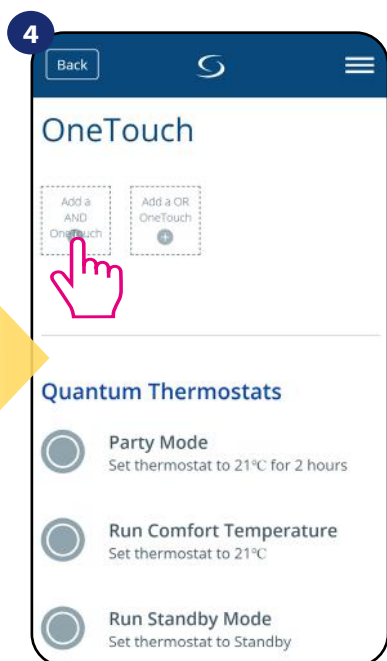 4
Back
OneTouch
Add a
AND
OneTouch
Add a OR
OneTouch
Quantum Thermostats
Party Mode
Set thermostat to 21°C for 2 hours
Run Comfort Temperature
Set thermostat to 21°C
Run Standby Mode
Set thermostat to Standby